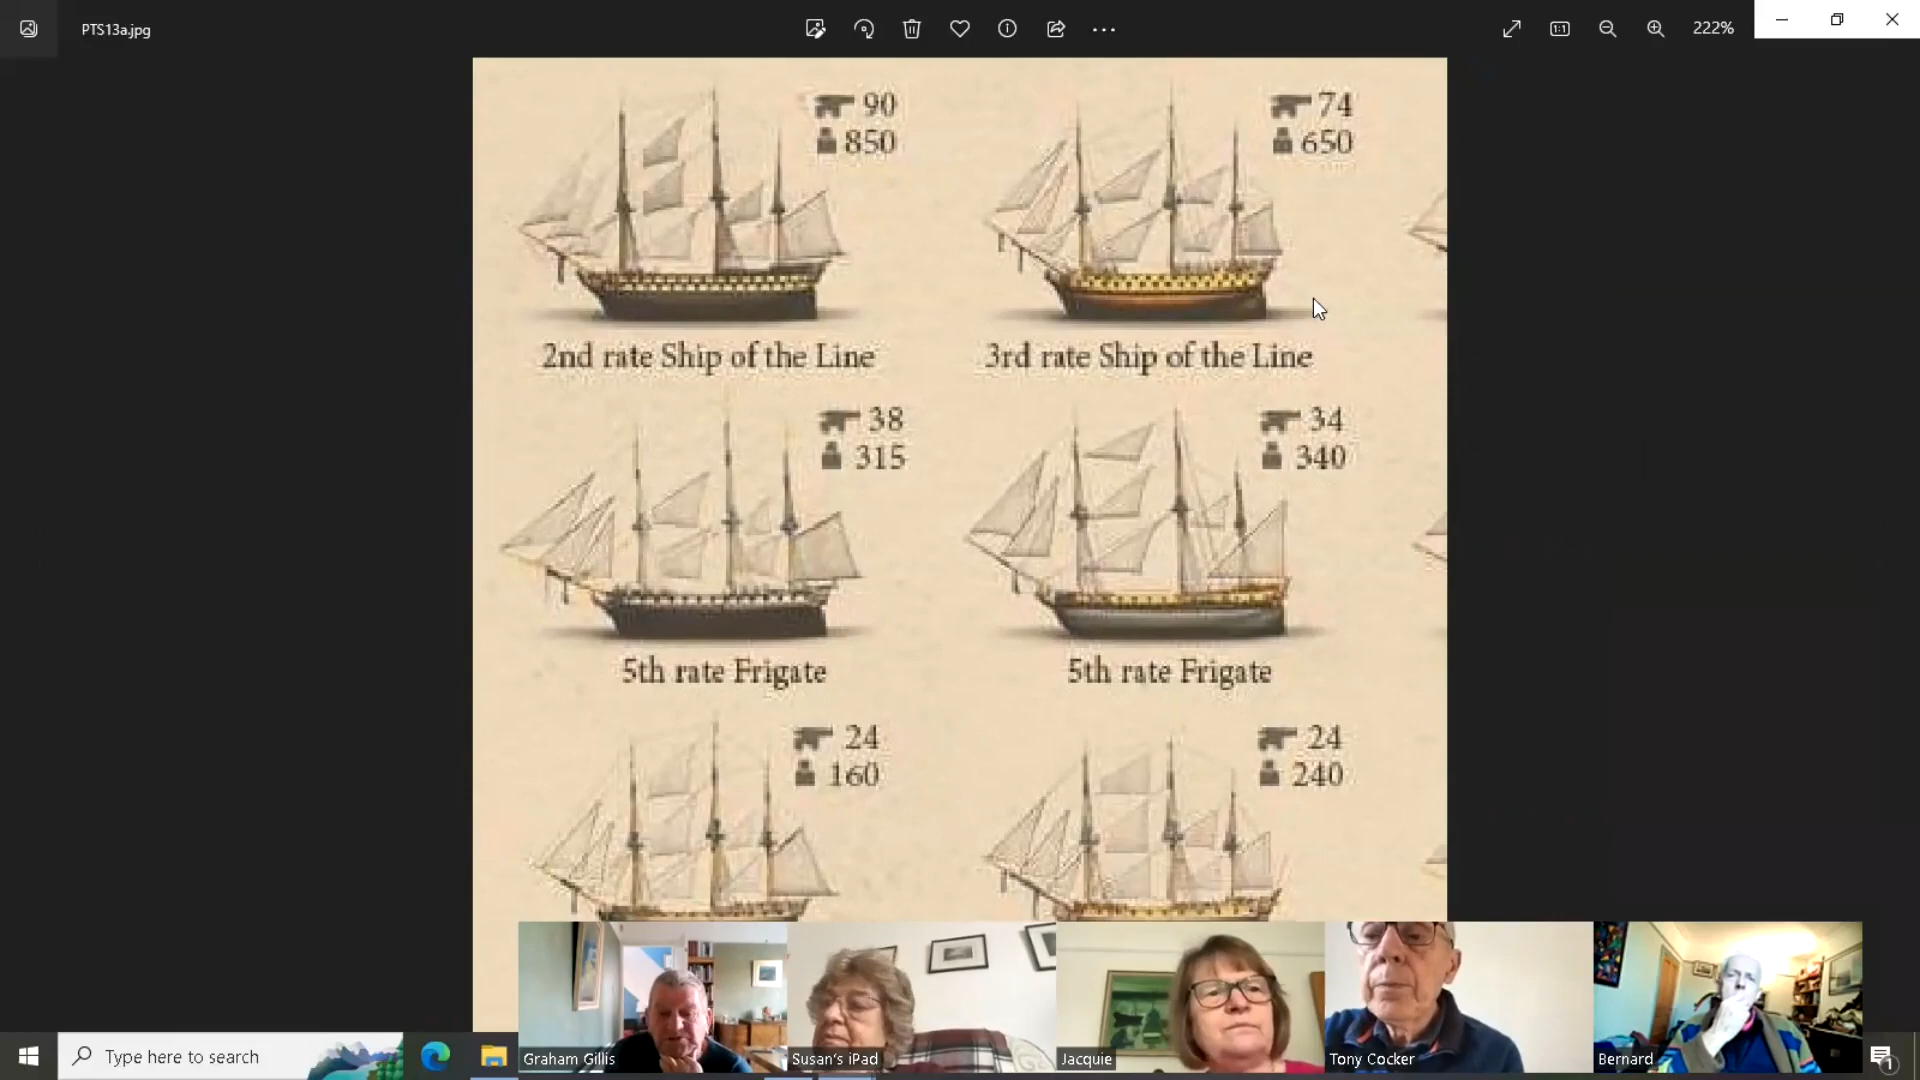 PTS13a.jpg
222%
90
850
74
650
2nd rate Ship of the Line
3rd rate Ship of the Line
38
315
34
340
5th rate Frigate
5th rate Frigate
24
160
24
240
Graham Gillis
Susan's iPad
Jacquie
Tony Cocker
Bernard
Type here to search
1